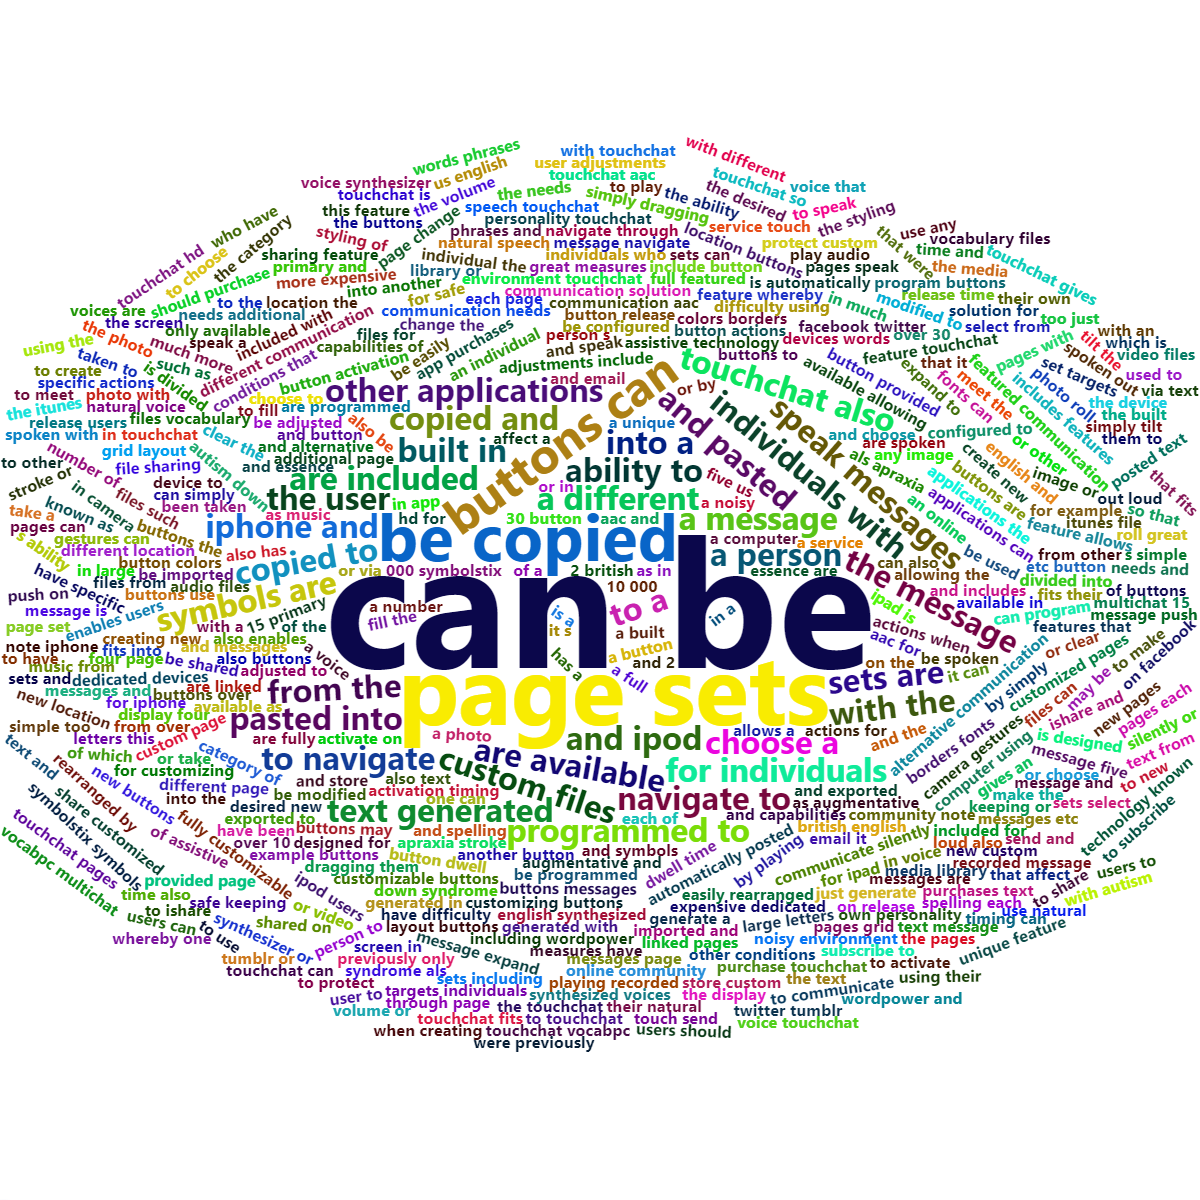 words phrases
with touchchat
with different
user adjustments
us english
touchchat aac
voice synthesizer
touchchat is
the volume
the needs
to play
simply dragging
the ability
the desired
touchchat so
voice that
this feature
the buttons
page change
speech touchchat
personality touchchat
to speak
who have
the category
styling of
phrases and
navigate through
location buttons
service touch
the styling
use any
vocabulary files
touchchat hd
to choose
sharing feature
natural speech
message navigate
individuals who
sets can
protect custom
play audio
that were
time and
touchchat gives
primary and
individual the
great measures
include button
pages speak
the media
should purchase
more expensive
library or
environment touchchat
full featured
is automatically
program buttons
voices are
to the
location the
into another
for safe
each page
communication solution
communication aac
feature whereby
difficulty using
in much
modified to
release time
their own
needs additional
included with
different communication
communication needs
button release
colors borders
facebook twitter
over 30
solution for
too just
the screen
only available
files for
change the
app purchases
be configured
person s
button actions
devices words
select from
with an
the photo
much more
speak a
capabilities of
be easily
an individual
and speak
assistive technology
feature touchchat
pages with
tilt the
which is
using the
such as
conditions that
button activation
adjustments include
buttons to
available allowing
button provided
that it
featured communication
spoken out
video files
taken to
is divided
to create
specific actions
choose to
other applications
and email
buttons can
or by
touchchat also
expand to
fonts can
meet the
includes features
photo roll
set targets
used to
or via text
to meet
photo with
natural voice
to fill
are programmed
copied and
a unique
and pasted
individuals with
speak messages
the device
the itunes
release users
files vocabulary
be adjusted
also be
affect a
into a
and choose
configured to
the built
simply tilt
spoken with
in touchchat
clear the
and button
and alternative
built in
are spoken
english and
or other
them to
grid layout
autism down
additional page
ability to
any image
create new
posted text
to other
number of
file sharing
and essence
are included
or in
five us
als apraxia
buttons are
image or
that fits
stroke or
in camera
files such
device to
can simply
the user
in app
a different
a noisy
applications the
out loud
take a
known as
been taken
as music
iphone and
hd for
30 button
aac and
a message
an online
applications can
for example
so that
pages can
gestures can
buttons the
be copied
a computer
a service
feature allows
itunes file
roll great
s ability
different location
also has
copied to
a person
the message
be used
from other
s simple
button colors
in large
be imported
or via
000 symbolstix
of a
2 british
as in
essence are
can also
allowing the
etc button
needs and
have specific
files from
audio files
can be
10 000
divided into
push on
buttons use
symbols are
a number
is a
to a
in a
ipad is
and includes
fits their
of buttons
message is
enables users
15 primary
fill the
available in
multichat 15
page set
with a
of the
it s
a built
actions when
can program
message push
creating new
also enables
aac for
features that
note iphone
fits into
and messages
a voice
a button
be spoken
or clear
to have
four page
be shared
also buttons
has a
and 2
on the
alternative communication
customized pages
may be
to make
music from
adjusted to
a full
sets are
it can
by simply
sets and
dedicated devices
are linked
from the
page sets
on facebook
messages and
buttons over
files can
new location
for iphone
available as
with the
borders fonts
ishare and
new pages
display four
pasted into
allows a
actions for
camera gestures
pages each
simple too
from over
custom page
are fully
activate on
a photo
and ipod
choose a
and the
is designed
silently or
letters this
or take
category of
to navigate
are available
for individuals
computer using
message five
text from
text and
of which
for customizing
different page
and store
also text
custom files
gives an
or choose
message and
to new
rearranged by
new buttons
into the
be modified
activation timing
navigate to
and exported
make the
technology known
symbolstix symbols
share customized
desired new
one can
as augmentative
keeping or
sets select
exported to
text generated
each of
and capabilities
community note
messages etc
to subscribe
touchchat pages
fully customizable
have been
buttons may
and spelling
programmed to
british english
included for
vocabpc multichat
of assistive
over 10
designed for
apraxia stroke
and symbols
automatically posted
email it
communicate silently
loud also
send and
example buttons
button dwell
another button
dwell time
new custom
provided page
dragging them
augmentative and
by playing
for ipad
in voice
recorded message
users to
customizable buttons
be programmed
media library
messages are
that affect
time also
ipod users
down syndrome
buttons messages
easily rearranged
just generate
purchases text
to share
with autism
safe keeping
or video
generated in
customizing buttons
expensive dedicated
on release
spelling each
to ishare
have difficulty
english synthesized
generate a
large letters
own personality
timing can
use natural
users can
to use
synthesizer or
shared on
person to
layout buttons
generated with
imported and
pages grid
text message
whereby one
message expand
including wordpower
linked pages
noisy environment
the pages
unique feature
tumblr or
screen in
measures have
other conditions
subscribe to
previously only
messages page
touchchat can
syndrome als
online community
purchase touchchat
to activate
to protect
sets including
playing recorded
store custom
the text
using their
user to
targets individuals
synthesized voices
the display
to communicate
through page
the touchchat
their natural
wordpower and
volume or
touchchat fits
to touchchat
touch send
twitter tumblr
voice touchchat
when creating
touchchat vocabpc
users should
were previously